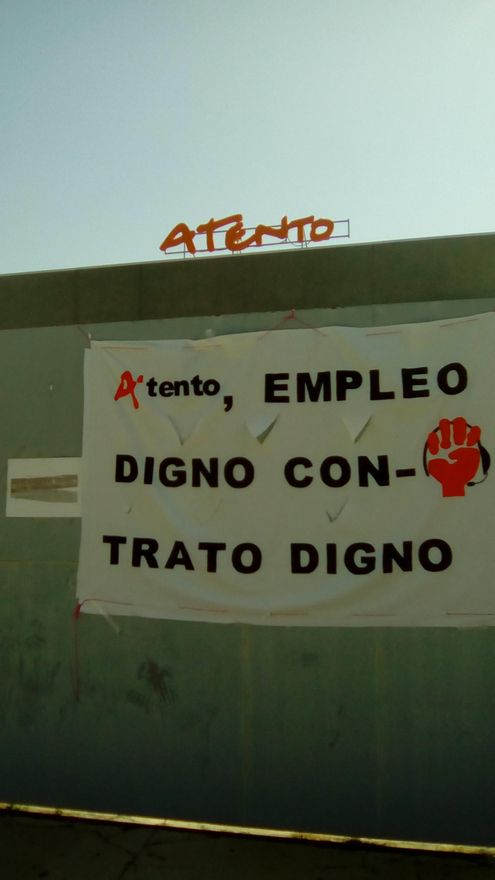 ATENTO
A'tento, EMPLEO
DIGNO CON-
TRATO DIGNO